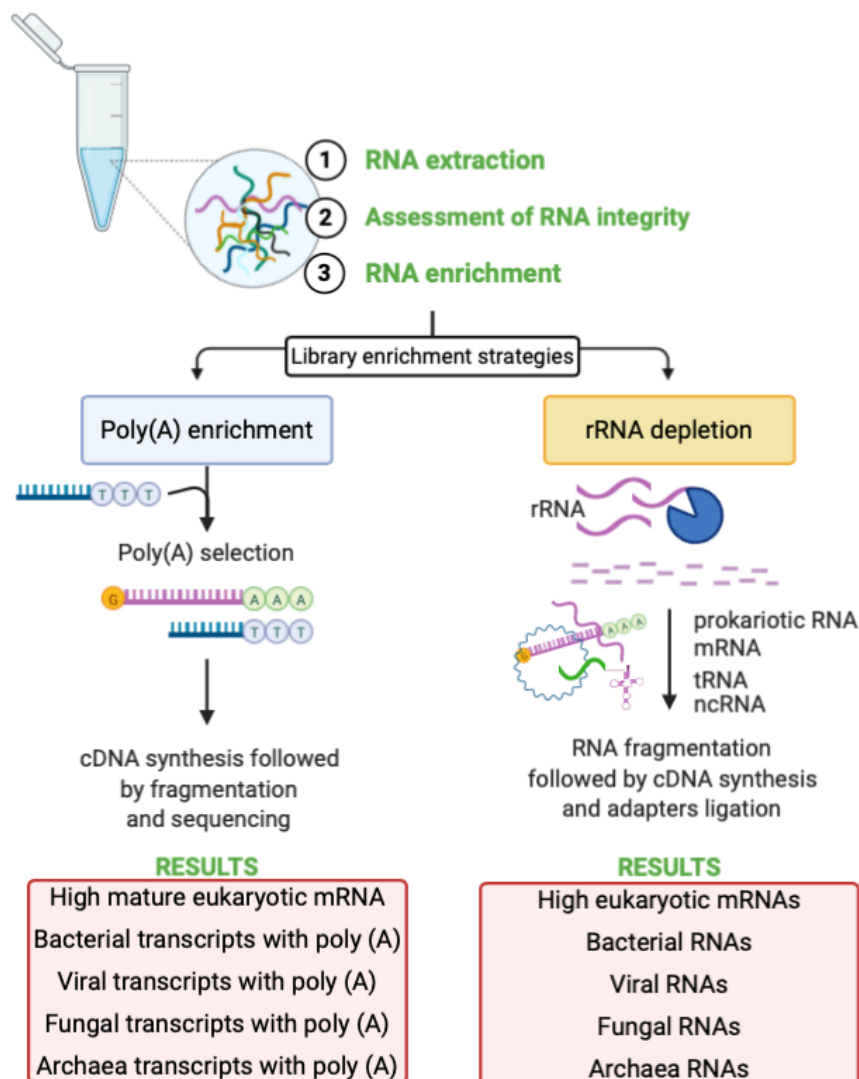 1 RNA extraction
2 Assessment of RNA integrity
3 RNA enrichment
Library enrichment strategies
Poly(A) enrichment
T T T
Poly(A) selection
G A A A
T T T
cDNA synthesis followed
by fragmentation
and sequencing
RESULTS
High mature eukaryotic mRNA
Bacterial transcripts with poly (A)
Viral transcripts with poly (A)
Fungal transcripts with poly (A)
Archaea transcripts with poly (A)
rRNA depletion
rRNA
G A A A
prokariotic RNA
mRNA
tRNA
ncRNA
RNA fragmentation
followed by cDNA synthesis
and adapters ligation
RESULTS
High eukaryotic mRNAs
Bacterial RNAs
Viral RNAs
Fungal RNAs
Archaea RNAs